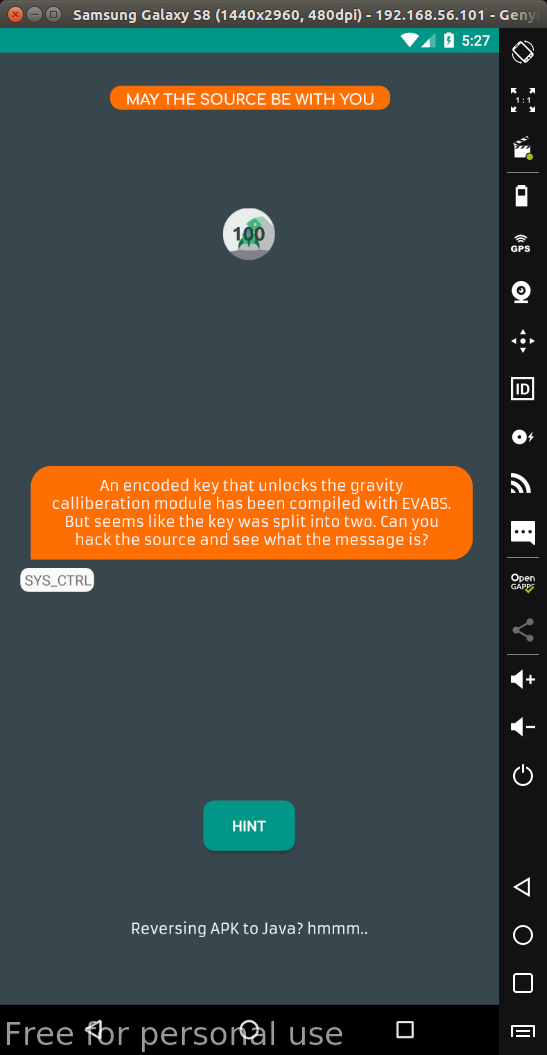 Samsung Galaxy S8 (1440x2960, 480dpi) - 192.168.56.101 - Geny
5:27
MAY THE SOURCE BE WITH YOU
1:1
100
GPS
An encoded key that unlocks the gravity
calliberation module has been compiled with EVABS.
But seems like the key was split into two. Can you
hack the source and see what the message is?
ID
SYS_CTRL
Open
GAPPS
HINT
Reversing APK to Java? hmmm..
Free for personal use